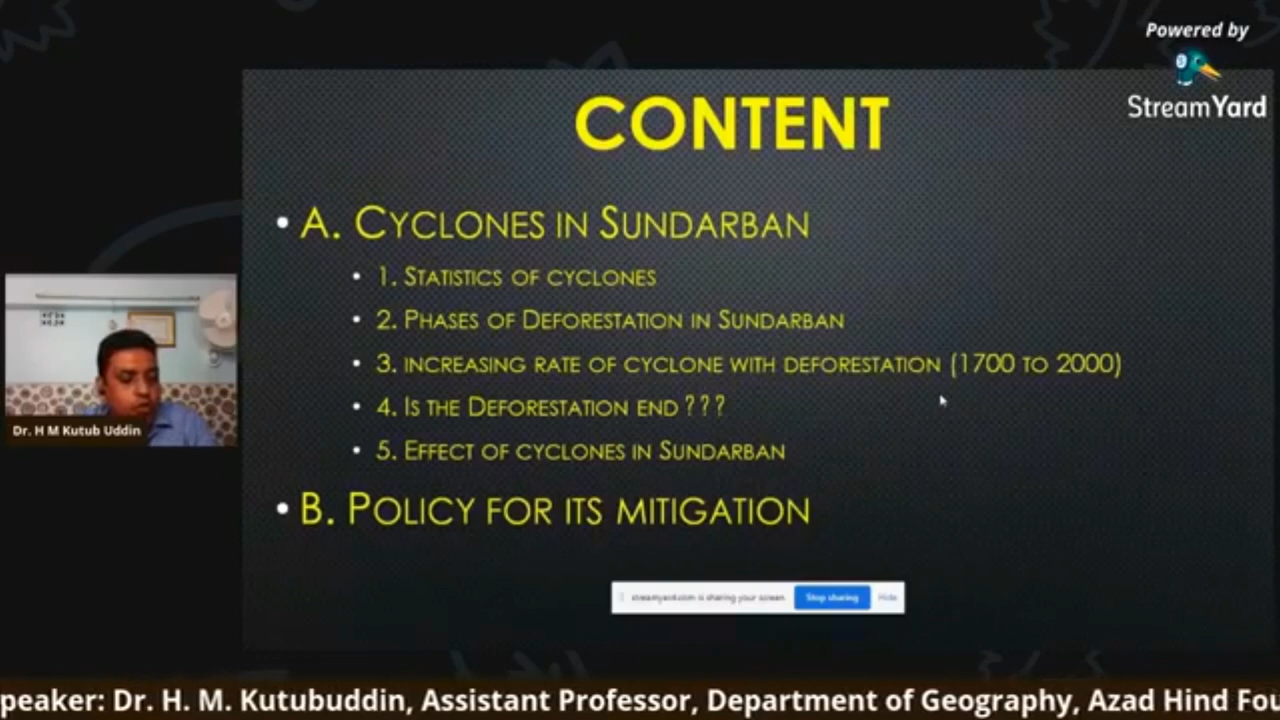 Powered by
StreamYard
CONTENT
• A. CYCLONES IN SUNDARBAN
• 1. STATISTICS OF CYCLONES
• 2. PHASES OF DEFORESTATION IN SUNDARBAN
• 3. INCREASING RATE OF CYCLONE WITH DEFORESTATION (1700 TO 2000)
• 4. IS THE DEFORESTATION END ???
• 5. EFFECT OF CYCLONES IN SUNDARBAN
• B. POLICY FOR ITS MITIGATION
Dr. H M Kutub Uddin
streamyard.com is sharing your screen. Stop sharing Hide
peaker: Dr. H. M. Kutubuddin, Assistant Professor, Department of Geography, Azad Hind Fou